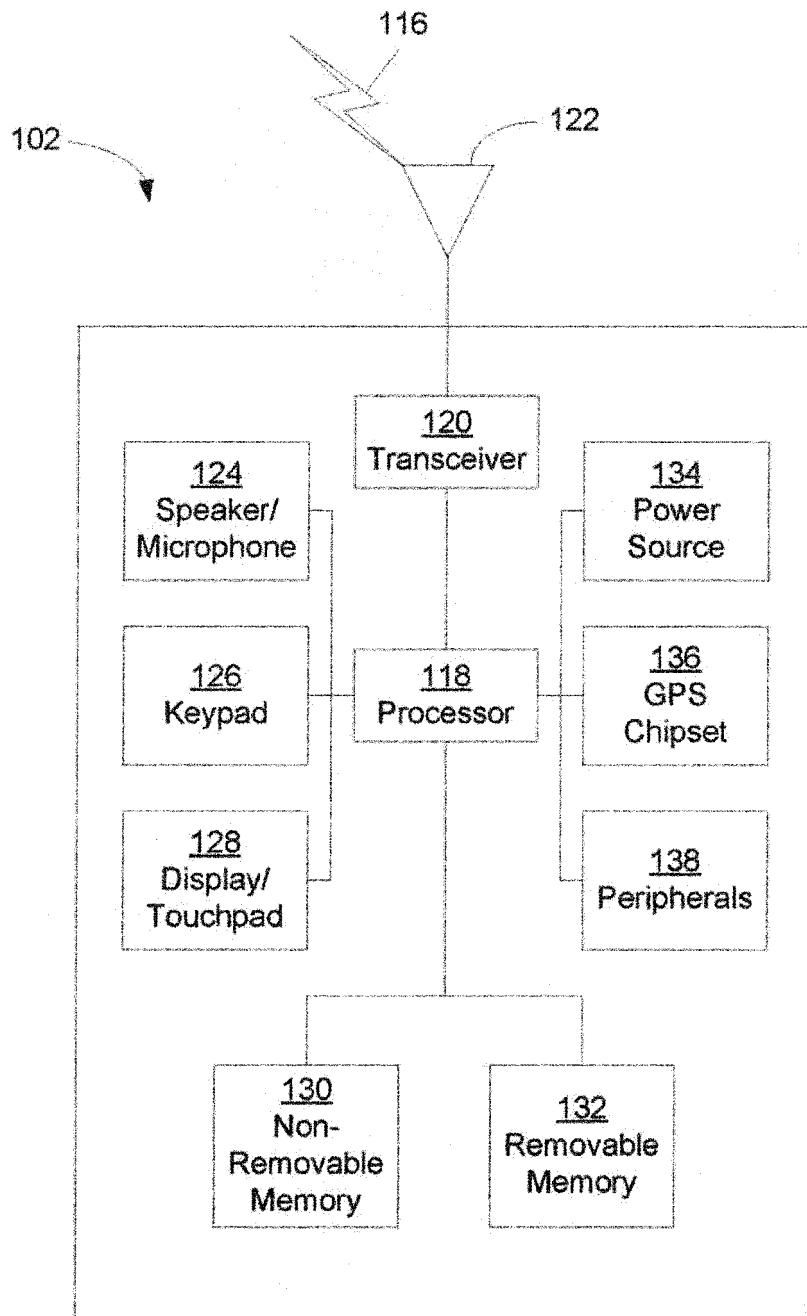 116
122
102
120
Transceiver
124
Speaker/
Microphone
134
Power
Source
126
Keypad
118
Processor
136
GPS
Chipset
128
Display/
Touchpad
138
Peripherals
130
Non-
Removable
Memory
132
Removable
Memory